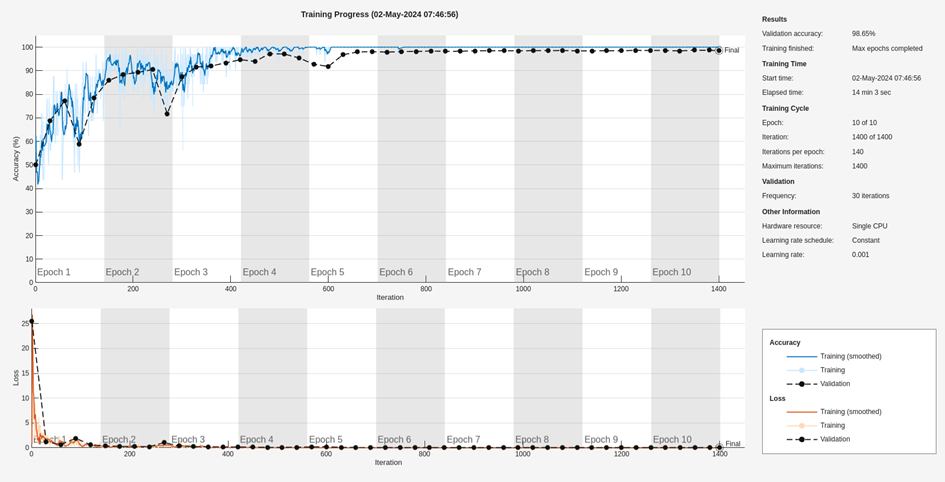 Training Progress (02-May-2024 07:46:56)
100
90
80
70
60
50
40
30
20
10
0
Accuracy (%)
Final
Epoch 1 Epoch 2 Epoch 3 Epoch 4 Epoch 5 Epoch 6 Epoch 7 Epoch 8 Epoch 9 Epoch 10
0 200 400 600 800 1000 1200 1400
Iteration
25
20
15
10
5
0
Loss
Final
Epoch 1 Epoch 2 Epoch 3 Epoch 4 Epoch 5 Epoch 6 Epoch 7 Epoch 8 Epoch 9 Epoch 10
0 200 400 600 800 1000 1200 1400
Iteration
Results
Validation accuracy: 98.65%
Training finished: Max epochs completed
Training Time
Start time: 02-May-2024 07:46:56
Elapsed time: 14 min 3 sec
Training Cycle
Epoch: 10 of 10
Iteration: 1400 of 1400
Iterations per epoch: 140
Maximum iterations: 1400
Validation
Frequency: 30 iterations
Other Information
Hardware resource: Single CPU
Learning rate schedule: Constant
Learning rate: 0.001
Accuracy
Training (smoothed)
Training
Validation
Loss
Training (smoothed)
Training
Validation